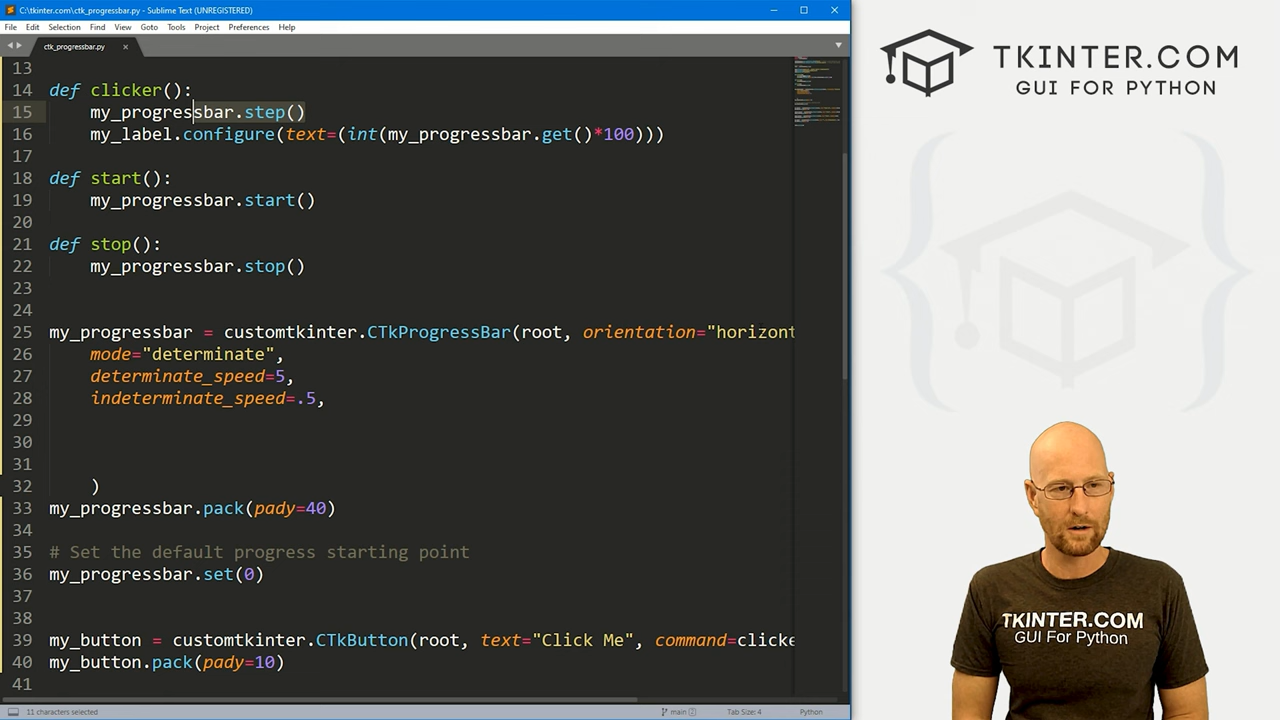 C:\tkinter.com\ctk_progressbar.py - Sublime Text (UNREGISTERED)
File Edit Selection Find View Goto Tools Project Preferences Help
ctk_progressbar.py
13
14 def clicker():
15 my_progressbar.step()
16 my_label.configure(text=(int(my_progressbar.get()*100)))
17
18 def start():
19 my_progressbar.start()
20
21 def stop():
22 my_progressbar.stop()
23
24
25 my_progressbar = customtkinter.CTkProgressBar(root, orientation="horizont
26 mode="determinate",
27 determinate_speed=5,
28 indeterminate_speed=.5,
29
30
31
32 )
33 my_progressbar.pack(pady=40)
34
35 # Set the default progress starting point
36 my_progressbar.set(0)
37
38
39 my_button = customtkinter.CTkButton(root, text="Click Me", command=clicke
40 my_button.pack(pady=10)
41
11 characters selected
main 2
Tab Size: 4
Python
TKINTER.COM
GUI FOR PYTHON
TKINTER.COM
GUI For Python